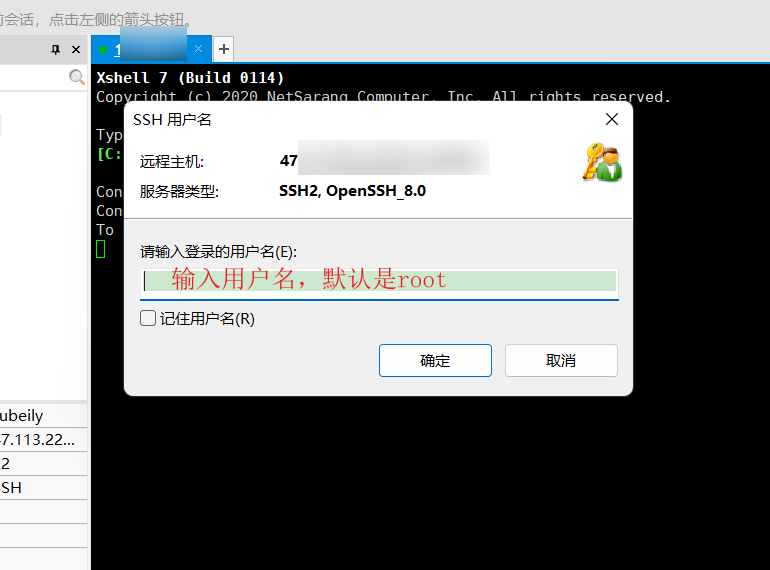 前会话，点击左侧的箭头按钮。
1
Xshell 7 (Build 0114)
Copyright (c) 2020 NetSarang Computer, Inc. All rights reserved.
Typ
[C:
Con
Con
To
SSH 用户名
远程主机: 47
服务器类型: SSH2, OpenSSH_8.0
请输入登录的用户名(E):
输入用户名，默认是root
记住用户名(R)
确定 取消
ubeily
47.113.22...
2
SH